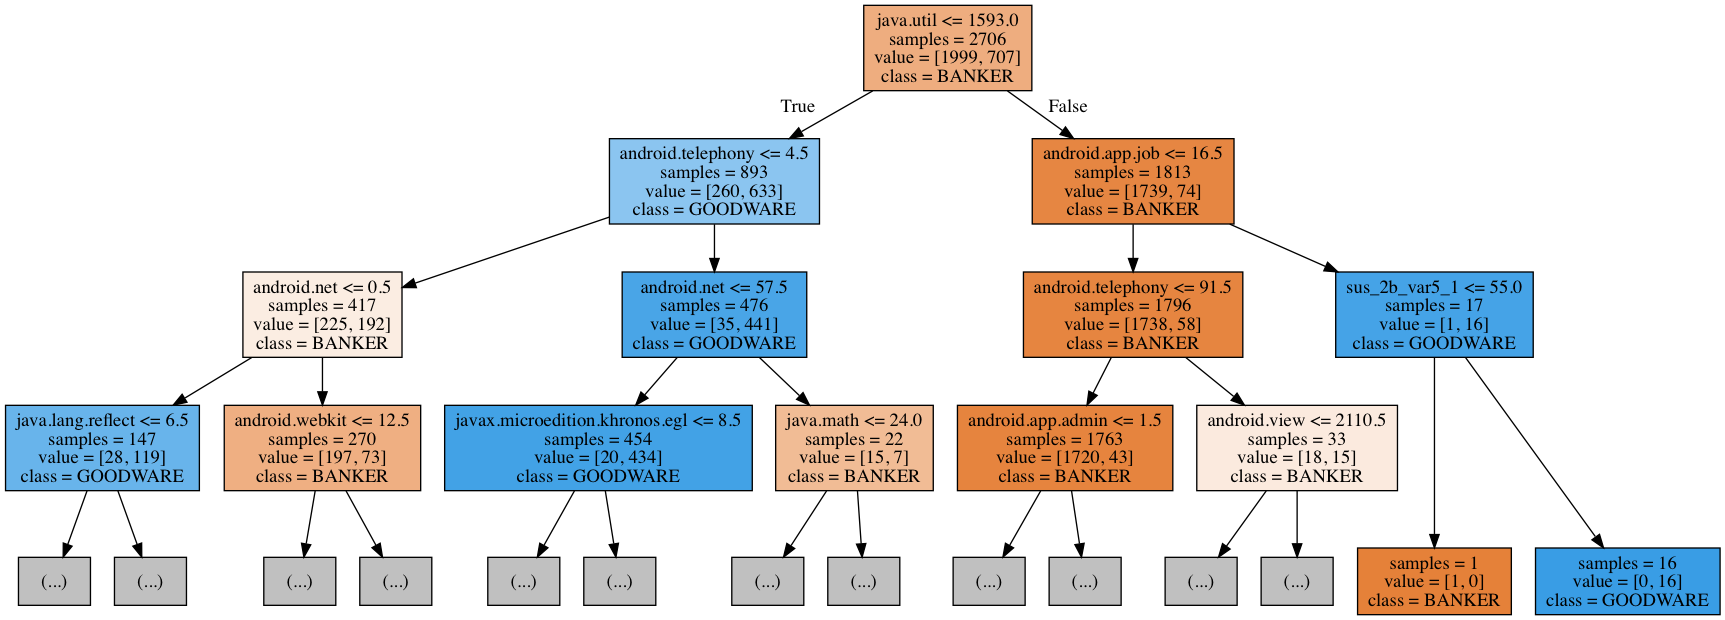 java.util <= 1593.0
samples = 2706
value = [1999, 707]
class = BANKER
True
False
android.telephony <= 4.5
samples = 893
value = [260, 633]
class = GOODWARE
android.app.job <= 16.5
samples = 1813
value = [1739, 74]
class = BANKER
android.net <= 0.5
samples = 417
value = [225, 192]
class = BANKER
android.net <= 57.5
samples = 476
value = [35, 441]
class = GOODWARE
android.telephony <= 91.5
samples = 1796
value = [1738, 58]
class = BANKER
sus_2b_var5_1 <= 55.0
samples = 17
value = [1, 16]
class = GOODWARE
java.lang.reflect <= 6.5
samples = 147
value = [28, 119]
class = GOODWARE
android.webkit <= 12.5
samples = 270
value = [197, 73]
class = BANKER
javax.microedition.khronos.egl <= 8.5
samples = 454
value = [20, 434]
class = GOODWARE
java.math <= 24.0
samples = 22
value = [15, 7]
class = BANKER
android.app.admin <= 1.5
samples = 1763
value = [1720, 43]
class = BANKER
android.view <= 2110.5
samples = 33
value = [18, 15]
class = BANKER
(...)
(...)
(...)
(...)
(...)
(...)
(...)
(...)
(...)
(...)
(...)
(...)
samples = 1
value = [1, 0]
class = BANKER
samples = 16
value = [0, 16]
class = GOODWARE